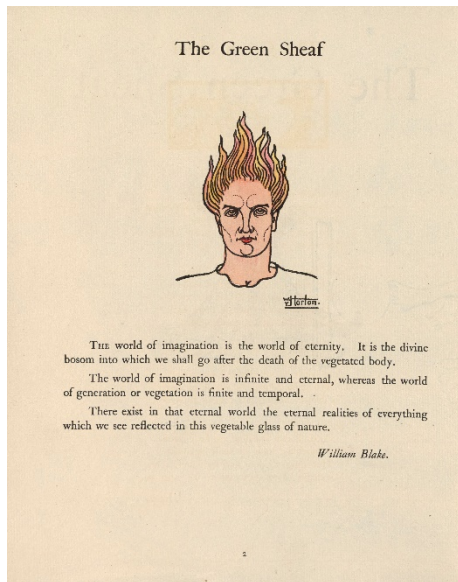 The Green Sheaf
W Horton.
THE world of imagination is the world of eternity. It is the divine
bosom into which we shall go after the death of the vegetated body.
The world of imagination is infinite and eternal, whereas the world
of generation or vegetation is finite and temporal.
There exist in that eternal world the eternal realities of everything
which we see reflected in this vegetable glass of nature.
William Blake.
2